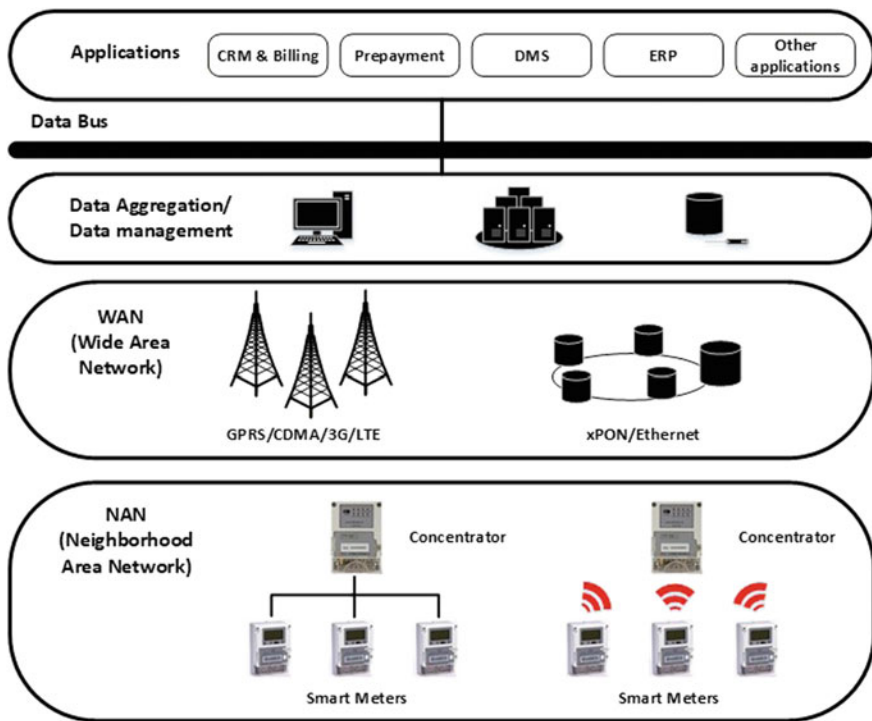 Applications
CRM & Billing
Prepayment
DMS
ERP
Other
applications
Data Bus
Data Aggregation/
Data management
WAN
(Wide Area
Network)
GPRS/CDMA/3G/LTE
xPON/Ethernet
NAN
(Neighborhood
Area Network)
Concentrator
Concentrator
Smart Meters
Smart Meters